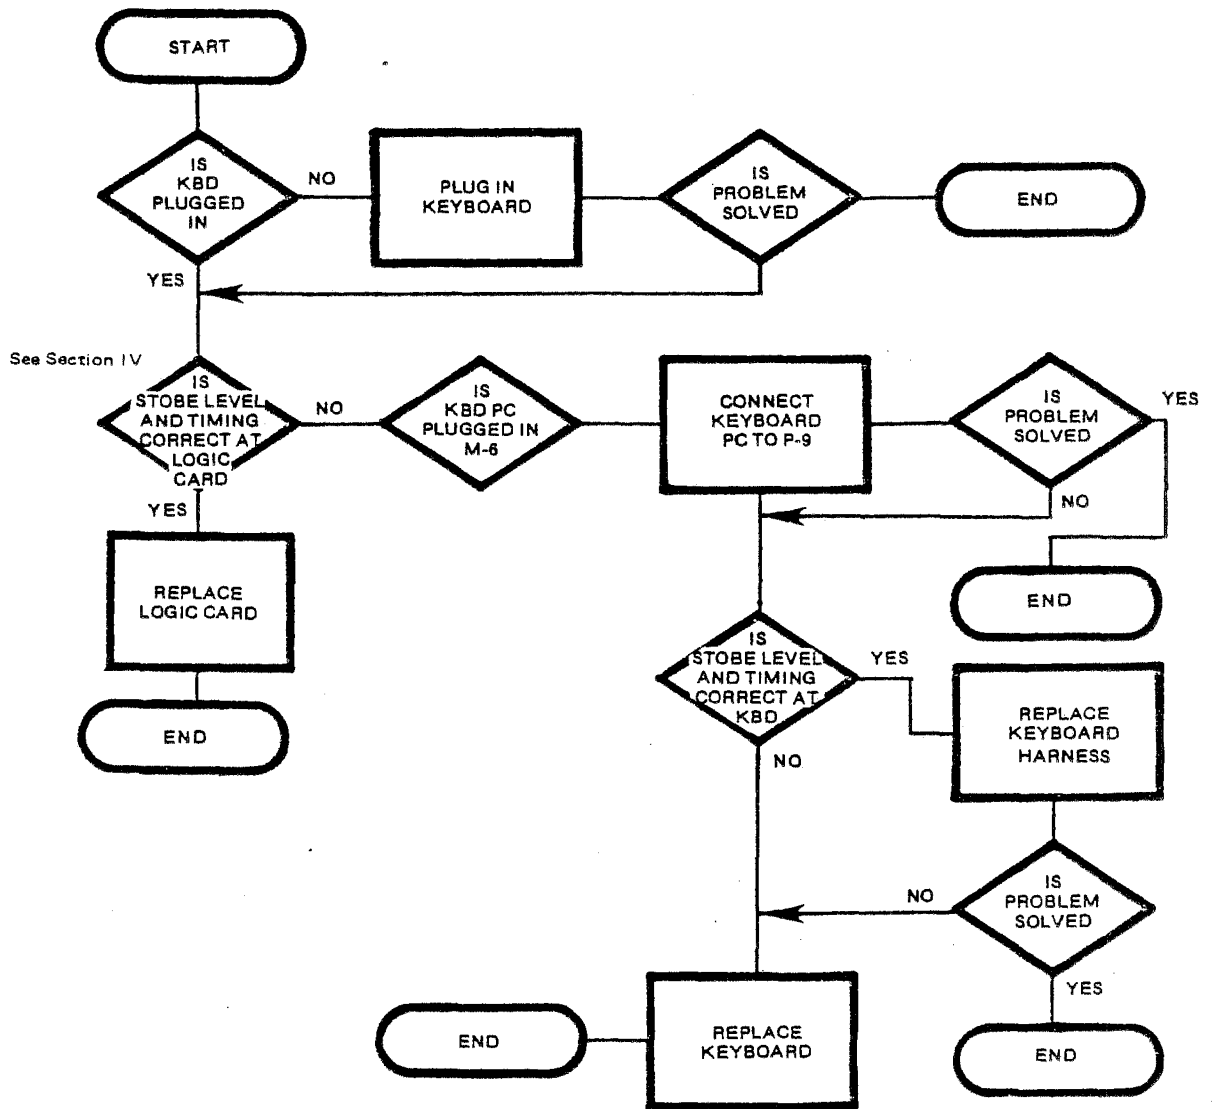 START
IS
KBD
PLUGGED
IN
NO
PLUG IN
KEYBOARD
IS
PROBLEM
SOLVED
END
YES
See Section IV
IS
STOBE LEVEL
AND TIMING
CORRECT AT
LOGIC
CARD
NO
IS
KBD PC
PLUGGED IN
M-6
CONNECT
KEYBOARD
PC TO P-9
IS
PROBLEM
SOLVED
YES
NO
YES
REPLACE
LOGIC CARD
END
END
IS
STOBE LEVEL
AND TIMING
CORRECT AT
KBD
YES
REPLACE
KEYBOARD
HARNESS
NO
IS
PROBLEM
SOLVED
NO
YES
END
REPLACE
KEYBOARD
END